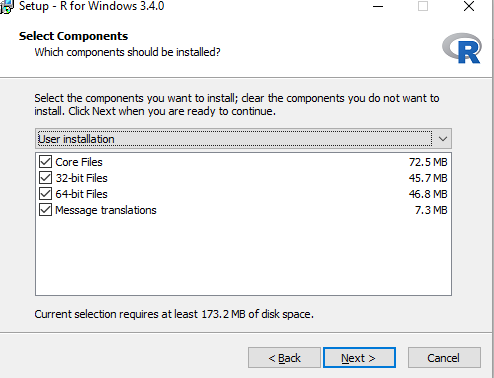 Setup - R for Windows 3.4.0
Select Components
Which components should be installed?
R
Select the components you want to install; clear the components you do not want to
install. Click Next when you are ready to continue.
User installation
Core Files 72.5 MB
32-bit Files 45.7 MB
64-bit Files 46.8 MB
Message translations 7.3 MB
Current selection requires at least 173.2 MB of disk space.
< Back Next > Cancel